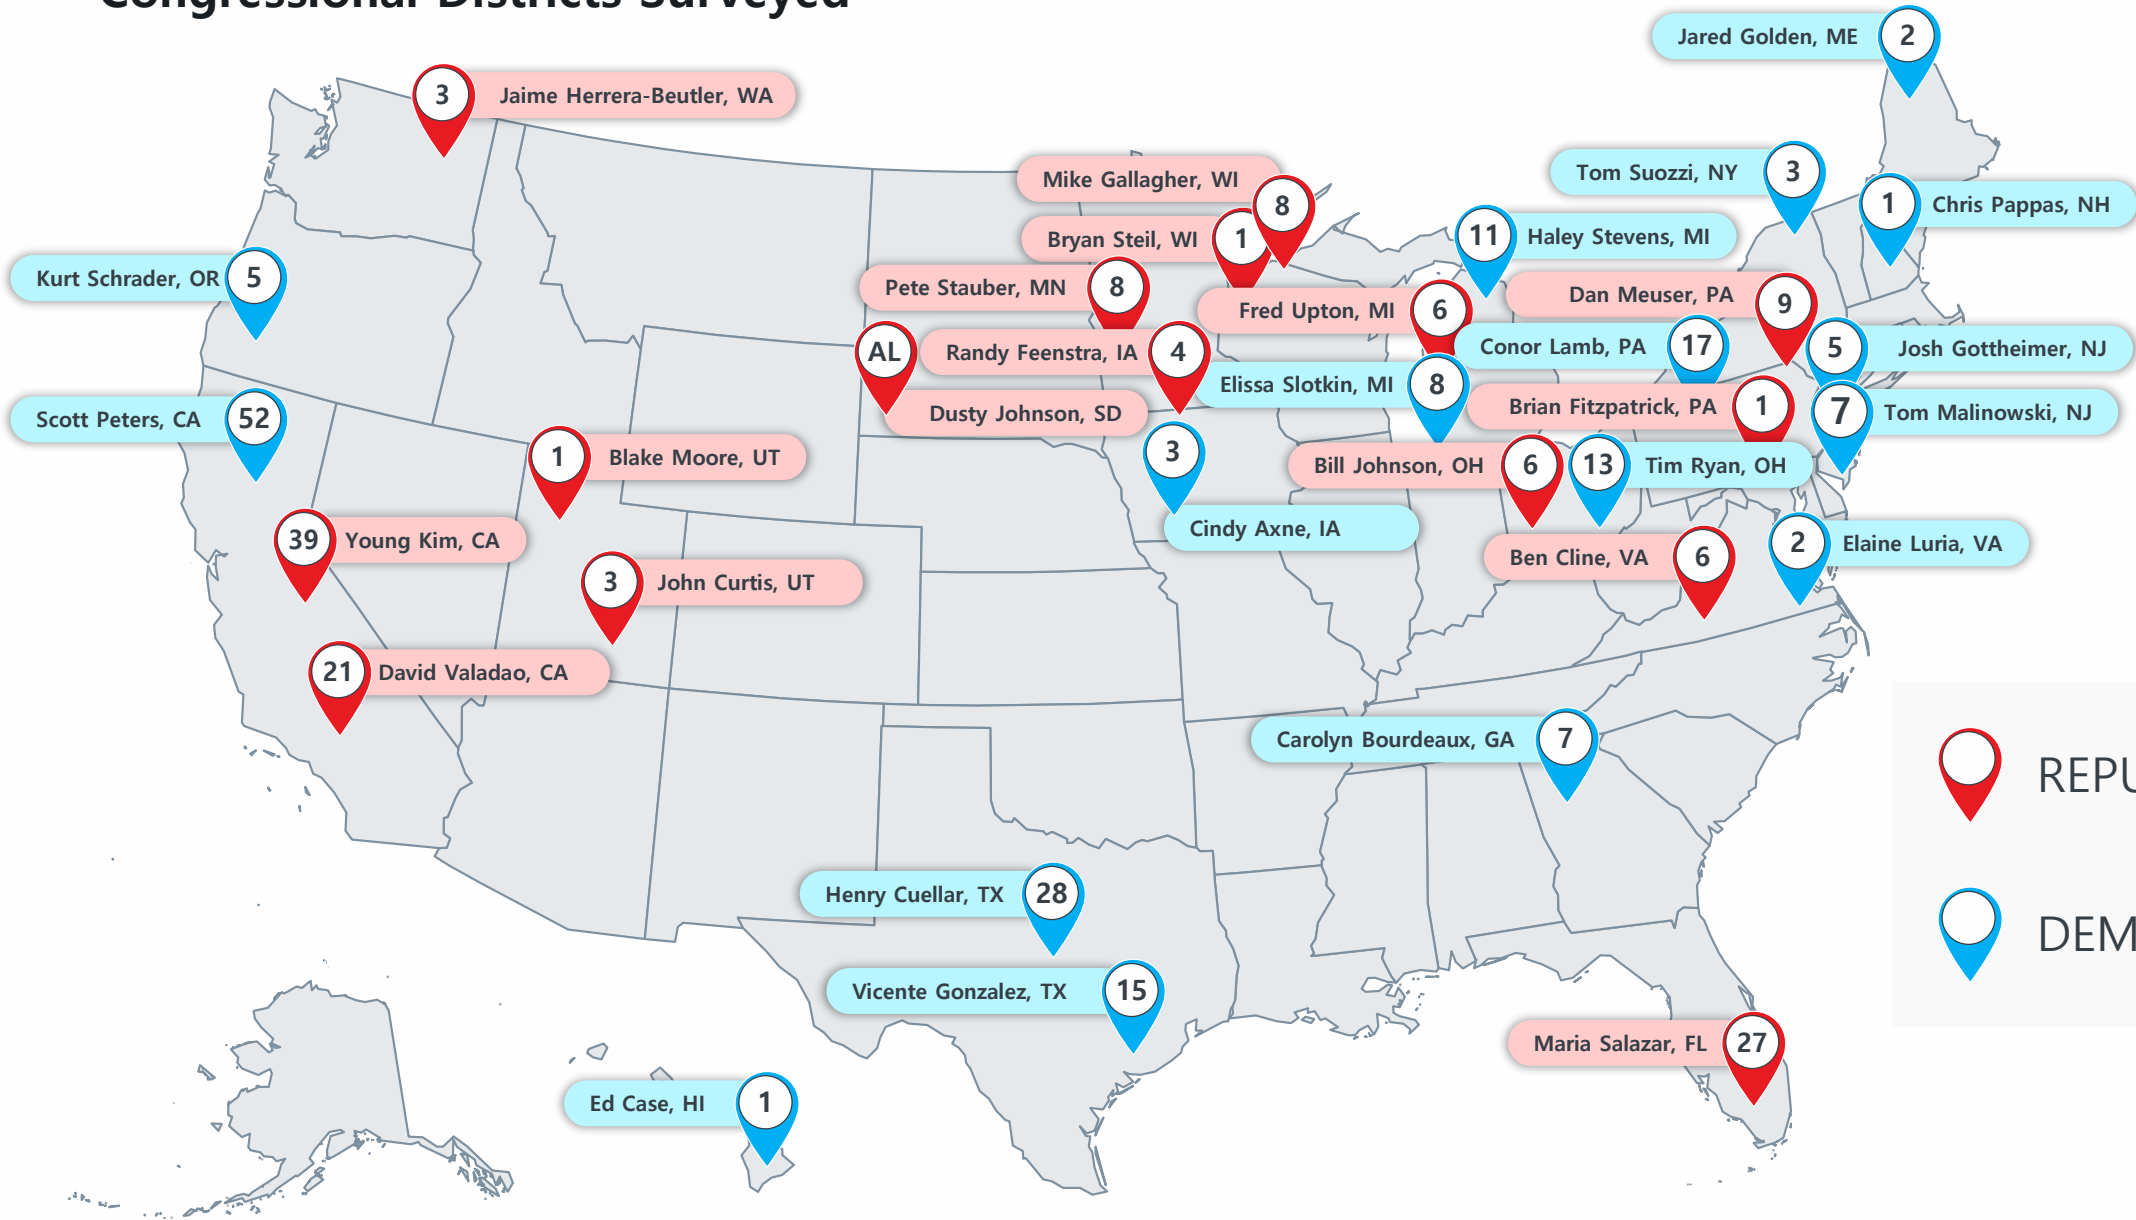 Congressional Districts Surveyed
Jared Golden, ME 2
3 Jaime Herrera-Beutler, WA
Tom Suozzi, NY 3
Mike Gallagher, WI 8
1 Chris Pappas, NH
Bryan Steil, WI 1
11 Haley Stevens, MI
Kurt Schrader, OR 5
Pete Stauber, MN 8
Dan Meuser, PA 9
Fred Upton, MI 6
Conor Lamb, PA 17
5 Josh Gottheimer, NJ
AL
Randy Feenstra, IA 4
Elissa Slotkin, MI 8
Brian Fitzpatrick, PA 1
7 Tom Malinowski, NJ
Dusty Johnson, SD
Scott Peters, CA 52
3
1 Blake Moore, UT
Bill Johnson, OH 6
13 Tim Ryan, OH
Cindy Axne, IA
39 Young Kim, CA
2 Elaine Luria, VA
Ben Cline, VA 6
3 John Curtis, UT
21 David Valadao, CA
Carolyn Bourdeaux, GA 7
REPU
Henry Cuellar, TX 28
DEM
Vicente Gonzalez, TX 15
Maria Salazar, FL 27
Ed Case, HI 1